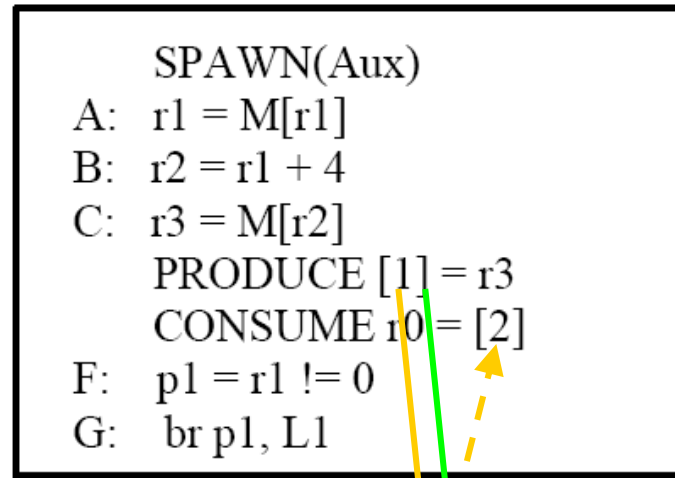 SPAWN(Aux)
A: r1 = M[r1]
B: r2 = r1 + 4
C: r3 = M[r2]
PRODUCE [1] = r3
CONSUME r0 = [2]
F: p1 = r1 != 0
G: br p1, L1